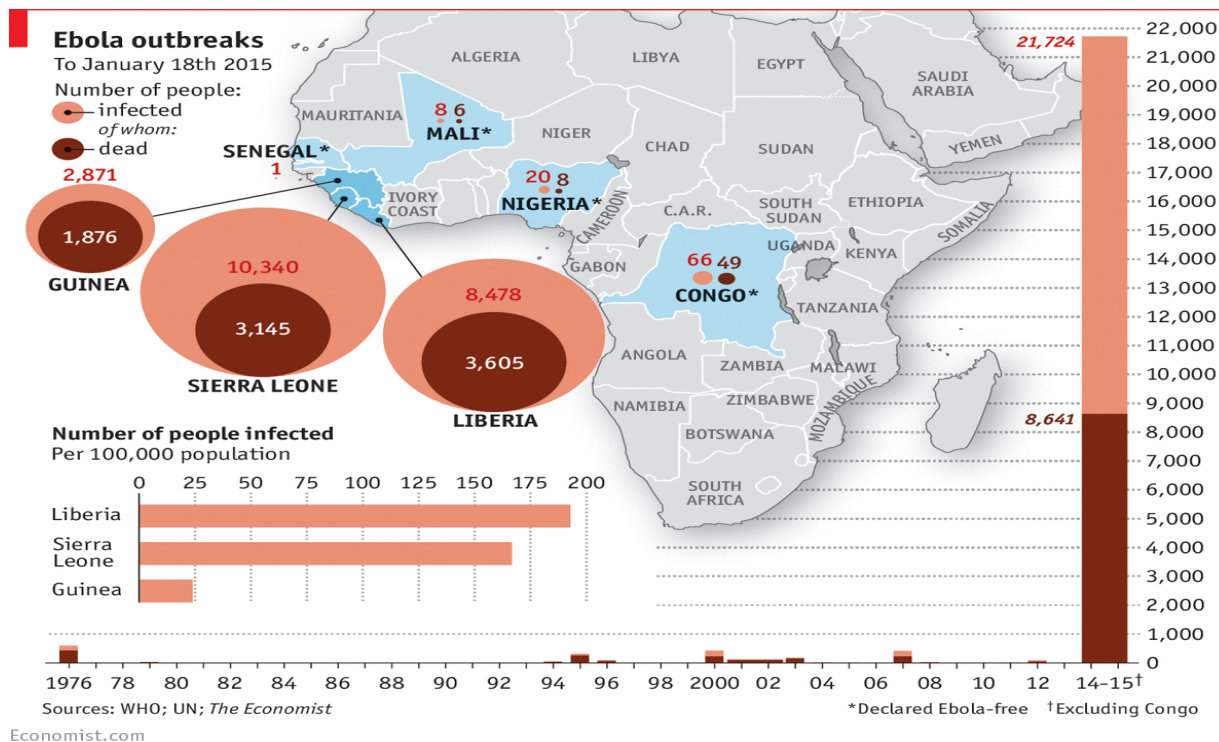 Ebola outbreaks
To January 18th 2015
Number of people:
infected
of whom:
dead
ALGERIA
LIBYA
EGYPT
SAUDI
ARABIA
YEMEN
MAURITANIA
8 6
MALI*
NIGER
CHAD
SUDAN
SENEGAL*
1
2,871
1,876
GUINEA
IVORY
COAST
20 8
NIGERIA*
CAMEROON
C.A.R.
SOUTH
SUDAN
ETHIOPIA
SOMALIA
10,340
3,145
SIERRA LEONE
8,478
3,605
LIBERIA
GABON
66 49
CONGO*
UGANDA
KENYA
TANZANIA
ANGOLA
ZAMBIA
MALAWI
MOZAMBIQUE
NAMIBIA
ZIMBABWE
BOTSWANA
SOUTH
AFRICA
21,724
8,641
22,000
21,000
20,000
19,000
18,000
17,000
16,000
15,000
14,000
13,000
12,000
11,000
10,000
9,000
8,000
7,000
6,000
5,000
4,000
3,000
2,000
1,000
0
Number of people infected
Per 100,000 population
0 25 50 75 100 125 150 175 200
Liberia
Sierra
Leone
Guinea
1976 78 80 82 84 86 88 90 92 94 96 98 2000 02 04 06 08 10 12 14-15†
Sources: WHO; UN; The Economist
*Declared Ebola-free †Excluding Congo
Economist.com